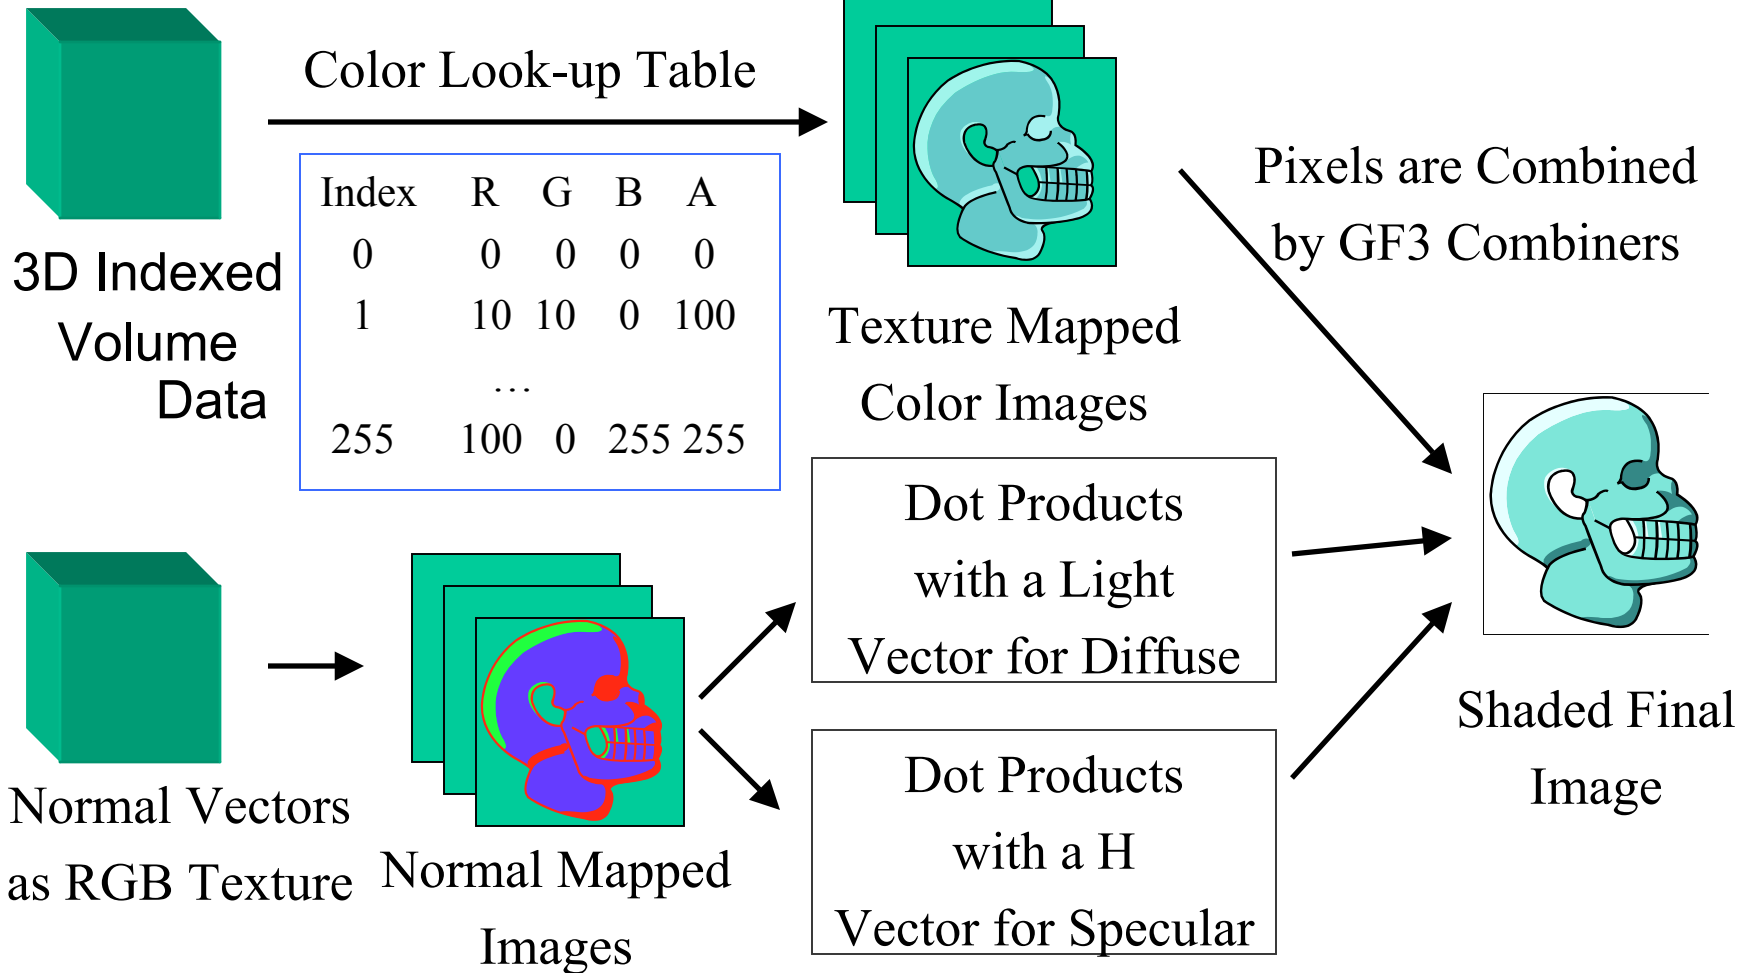 3D Indexed
Volume
Data
Color Look-up Table
Index R G B A
0 0 0 0 0
1 10 10 0 100
…
255 100 0 255 255
Texture Mapped
Color Images
Pixels are Combined
by GF3 Combiners
Normal Vectors
as RGB Texture
Normal Mapped
Images
Dot Products
with a Light
Vector for Diffuse
Dot Products
with a H
Vector for Specular
Shaded Final
Image